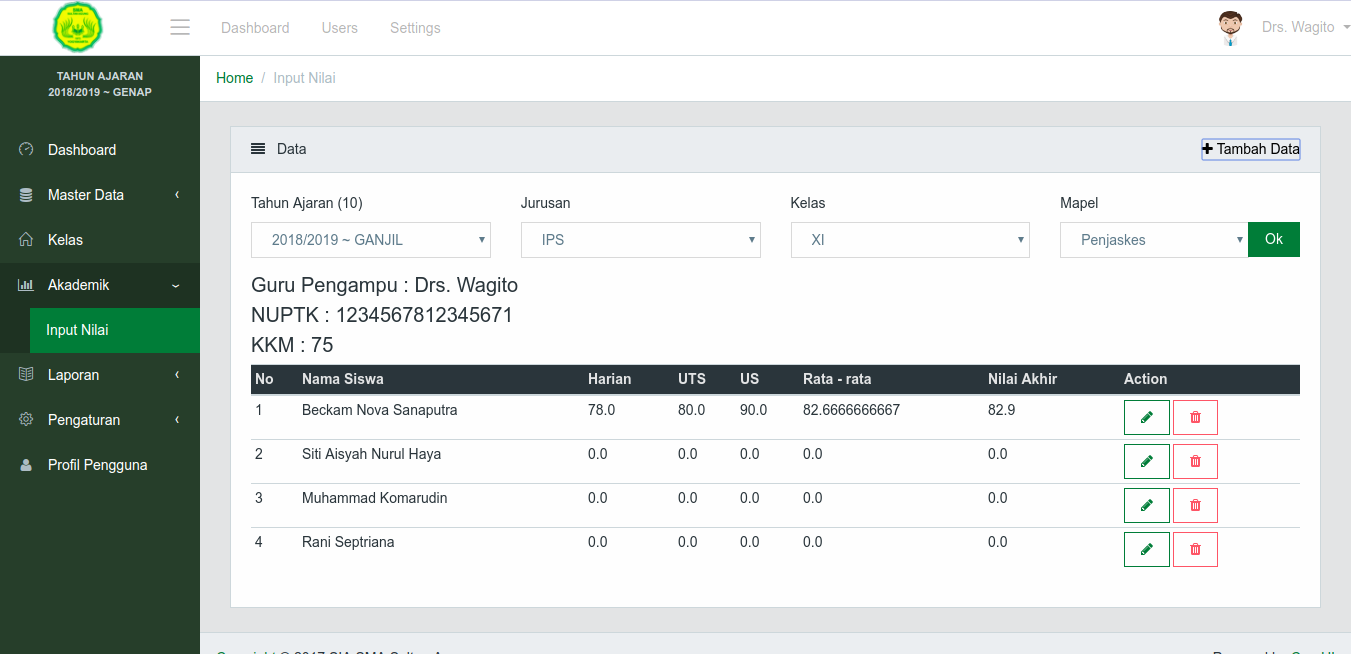 Dashboard Users Settings Drs. Wagito
TAHUN AJARAN
2018/2019 ~ GENAP
Dashboard
Master Data
Kelas
Akademik
Input Nilai
Laporan
Pengaturan
Profil Pengguna
Home / Input Nilai
Data
+ Tambah Data
Tahun Ajaran (10) Jurusan Kelas Mapel
2018/2019 ~ GANJIL IPS XI Penjaskes Ok
Guru Pengampu : Drs. Wagito
NUPTK : 1234567812345671
KKM : 75
No Nama Siswa Harian UTS US Rata - rata Nilai Akhir Action
1 Beckam Nova Sanaputra 78.0 80.0 90.0 82.6666666667 82.9
2 Siti Aisyah Nurul Haya 0.0 0.0 0.0 0.0 0.0
3 Muhammad Komarudin 0.0 0.0 0.0 0.0 0.0
4 Rani Septriana 0.0 0.0 0.0 0.0 0.0